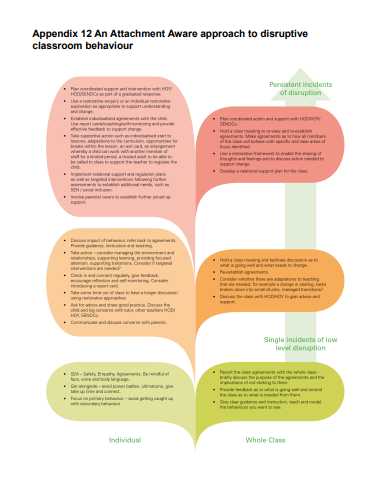 Appendix 12 An Attachment Aware approach to disruptive
classroom behaviour
Persistent incidents
of disruption
• Plan coordinated support and intervention with HOY/
HOD/SENDCo as part of a graduated response.
• Use a restorative enquiry or an individual restorative
exploration as appropriate to support understanding
and change.
• Establish individualised agreements with the child.
Use report cards/coaching/self-monitoring and provide
effective feedback to support change.
• Take supportive action such as individualised start to
lessons, adaptations to the curriculum, opportunities for
breaks within the lesson, an exit card, an arrangement
whereby a child can work with another member of
staff for a limited period, a trusted adult to be able to
be called to class to support the teacher to regulate the
child.
• Implement relational support and regulation plans
as well as targeted interventions following further
assessments to establish additional needs, such as
SEN / social inclusion.
• Involve parents/ carers to establish further joined up
support.
• Plan coordinated action and support with HOD/HOY/
SENDCo.
• Hold a class meeting to review and re-establish
agreements. Make agreements as to how all members
of the class will behave with specific and clear areas of
focus identified.
• Use a restorative framework to enable the sharing of
thoughts and feelings and to discuss action needed to
support change.
• Develop a relational support plan for the class.
• Discuss impact of behaviour, refer back to agreements.
Provide guidance, instruction and teaching.
• Take action – consider managing the environment and
relationships, supporting learning, providing focused
attention, supporting transitions. Consider if targeted
interventions are needed?
• Check in and connect regularly, give feedback,
encourage reflection and self-monitoring. Consider
introducing a report card.
• Take some time out of class to have a longer discussion
using restorative approaches.
• Ask for advice and share good practice. Discuss the
child and log concerns with tutor, other teachers HOD/
HOY, SENDCo.
• Communicate and discuss concerns with parents.
• Hold a class meeting and facilitate discussion as to
what is going well and what needs to change.
• Re-establish agreements.
• Consider whether there are adaptations to teaching
that are needed, for example a change in seating, tasks
broken down into small chunks, managed transitions?
• Discuss the class with HOD/HOY to gain advice and
support.
Single incidents of low
level disruption
• SEA – Safety, Empathy, Agreements. Be mindful of
face, voice and body language.
• Get alongside – avoid power battles, ultimatums, give
take up time and connect.
• Focus on primary behaviour – avoid getting caught up
with secondary behaviour
• Revisit the class agreements with the whole class -
briefly discuss the purpose of the agreements and the
implications of not sticking to them.
• Provide feedback as to what is going well and remind
the class as to what is needed from them.
• Give clear guidance and instruction, teach and model
the behaviours you want to see.
Individual
Whole Class